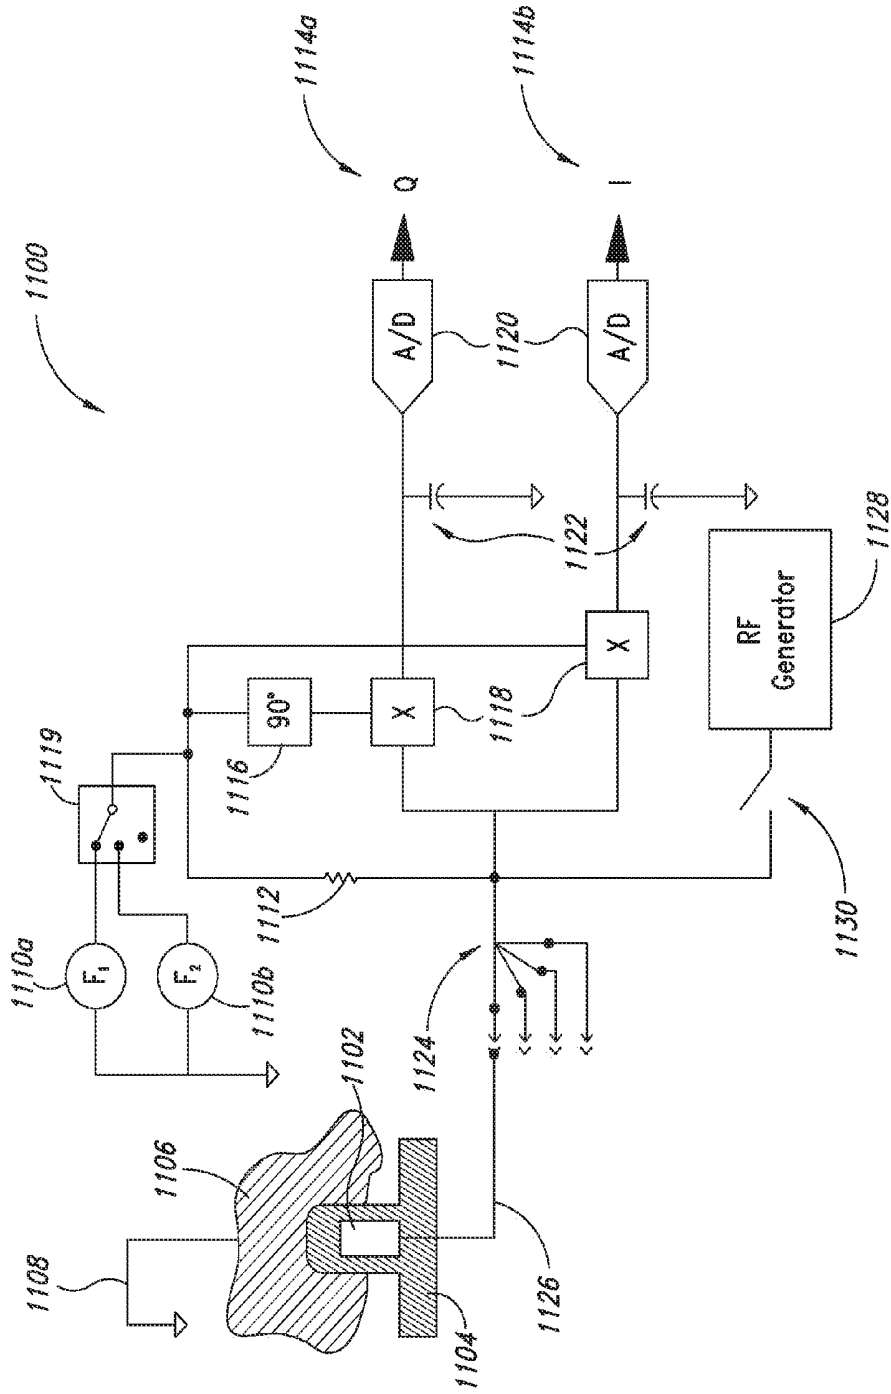 1100
1108
1106
1102
1104
1126
1124
1110a
F₁
F₂
1110b
1119
1112
1116
90°
X
1118
X
1122
A/D
1120
A/D
Q
1114a
I
1114b
RF
Generator
1128
1130